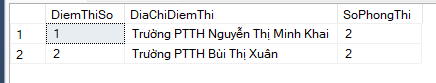 DiemThiSo DiaChiDiemThi SoPhongThi
1 1 Trường PTTH Nguyễn Thị Minh Khai 2
2 2 Trường PTTH Bùi Thị Xuân 2